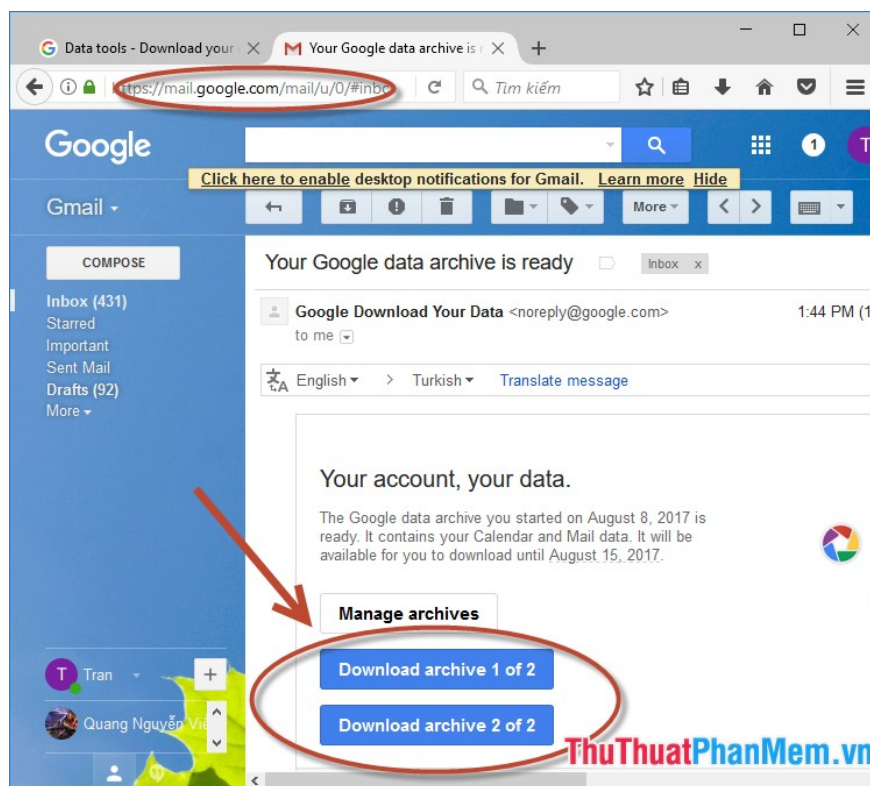 Data tools - Download your
Your Google data archive is
https://mail.google.com/mail/u/0/#inbo
Tìm kiếm
Google
1
T
Click here to enable desktop notifications for Gmail. Learn more Hide
Gmail
More
COMPOSE
Your Google data archive is ready
Inbox x
Inbox (431)
Starred
Important
Sent Mail
Drafts (92)
More
Google Download Your Data <noreply@google.com>
1:44 PM (1
to me
English > Turkish Translate message
Your account, your data.
The Google data archive you started on August 8, 2017 is
ready. It contains your Calendar and Mail data. It will be
available for you to download until August 15, 2017.
Manage archives
Download archive 1 of 2
Download archive 2 of 2
T Tran
+
Quang Nguyễn Viế
ThuThuatPhanMem.vn